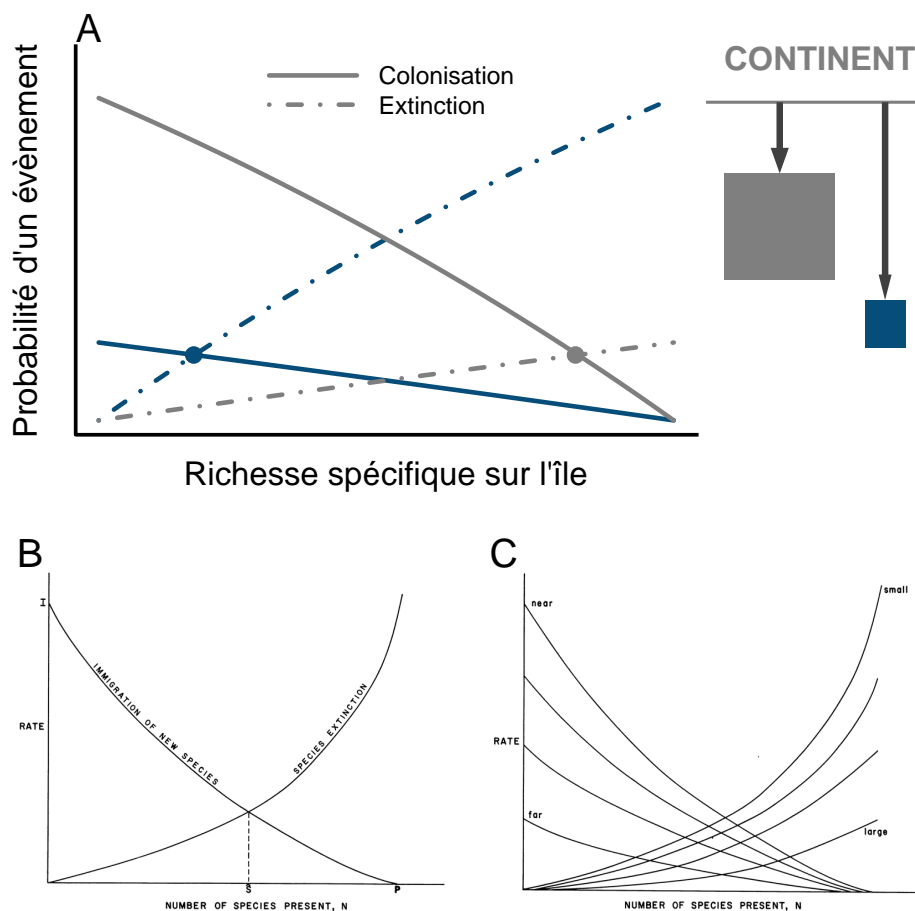 A
Probabilité d'un évènement
Colonisation
Extinction
CONTINENT
Richesse spécifique sur l'île
B
I
RATE
IMMIGRATION OF NEW SPECIES
SPECIES EXTINCTION
S
P
NUMBER OF SPECIES PRESENT, N
C
near
small
RATE
far
large
NUMBER OF SPECIES PRESENT, N